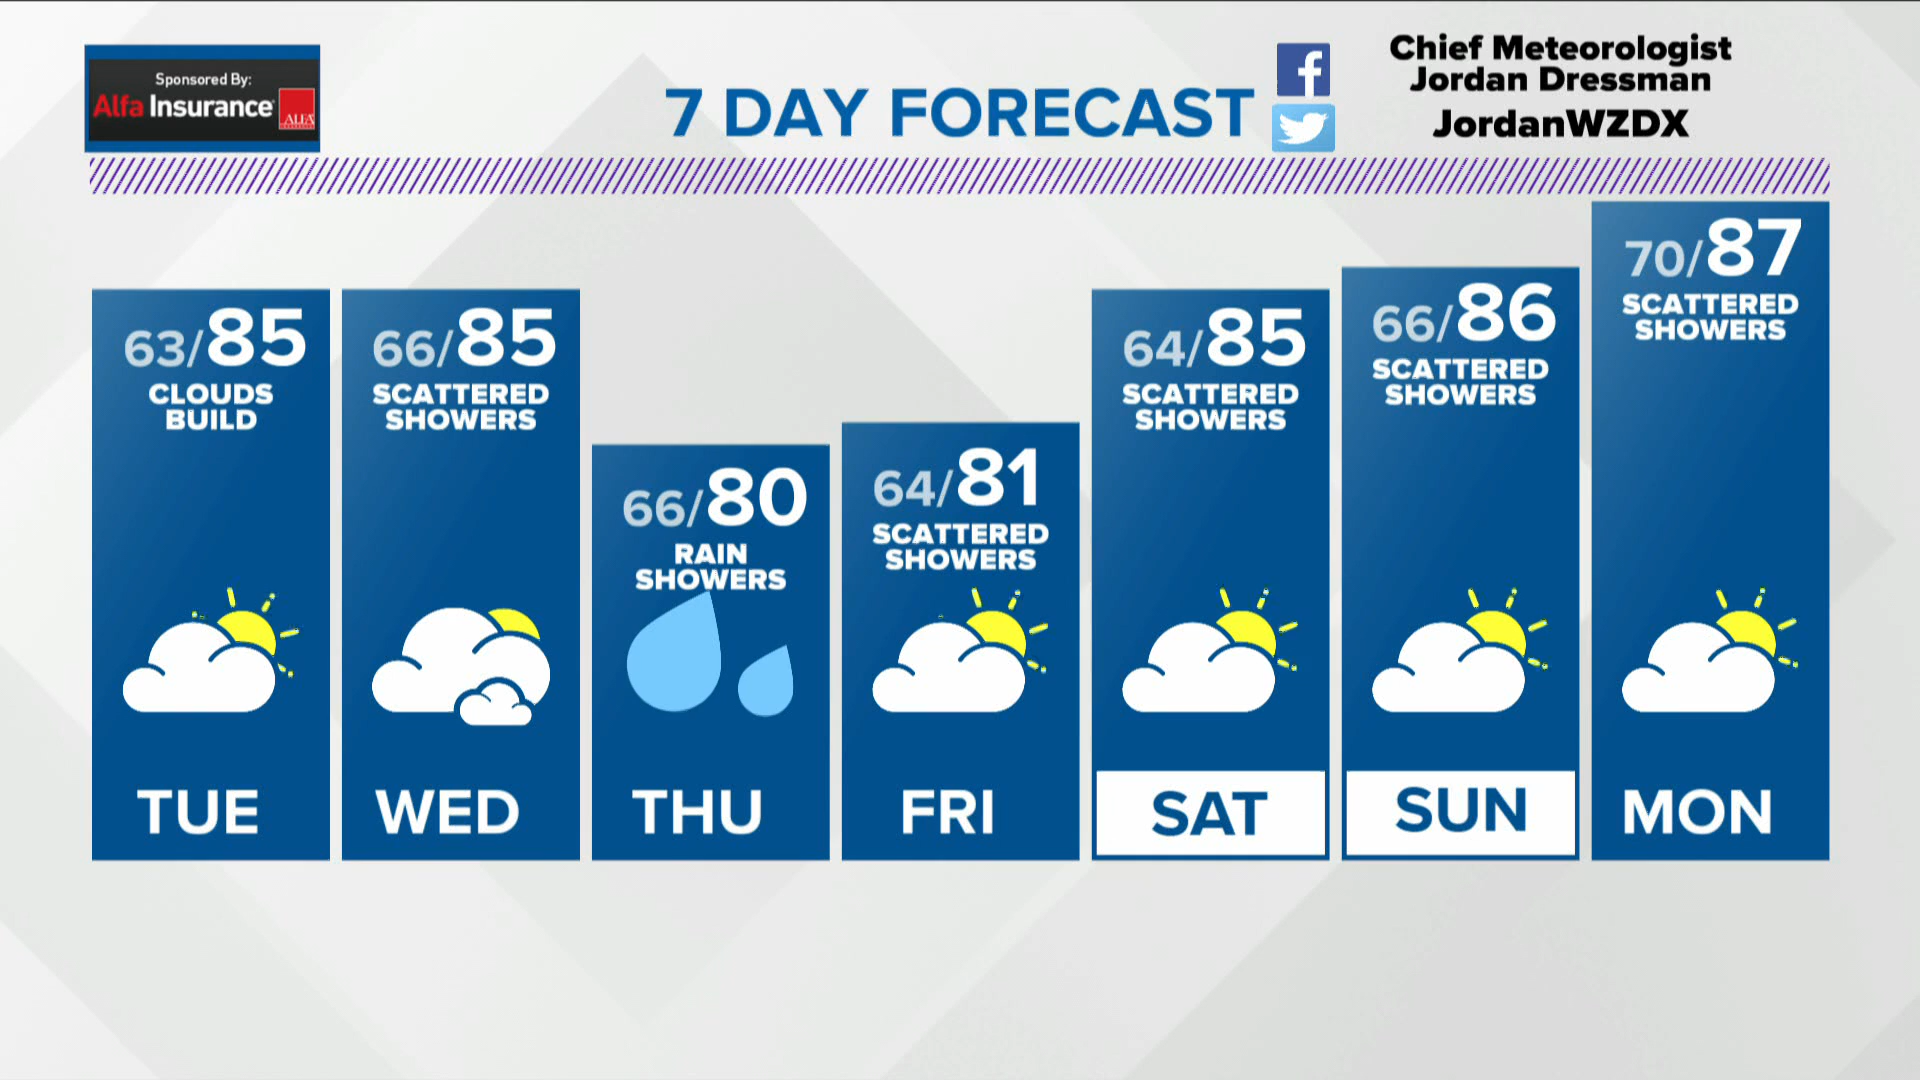 Sponsored By:
Alfa Insurance
ALFA
7 DAY FORECAST
Chief Meteorologist
Jordan Dressman
JordanWZDX
63/85
CLOUDS
BUILD
TUE
66/85
SCATTERED
SHOWERS
WED
66/80
RAIN
SHOWERS
THU
64/81
SCATTERED
SHOWERS
FRI
64/85
SCATTERED
SHOWERS
SAT
66/86
SCATTERED
SHOWERS
SUN
70/87
SCATTERED
SHOWERS
MON